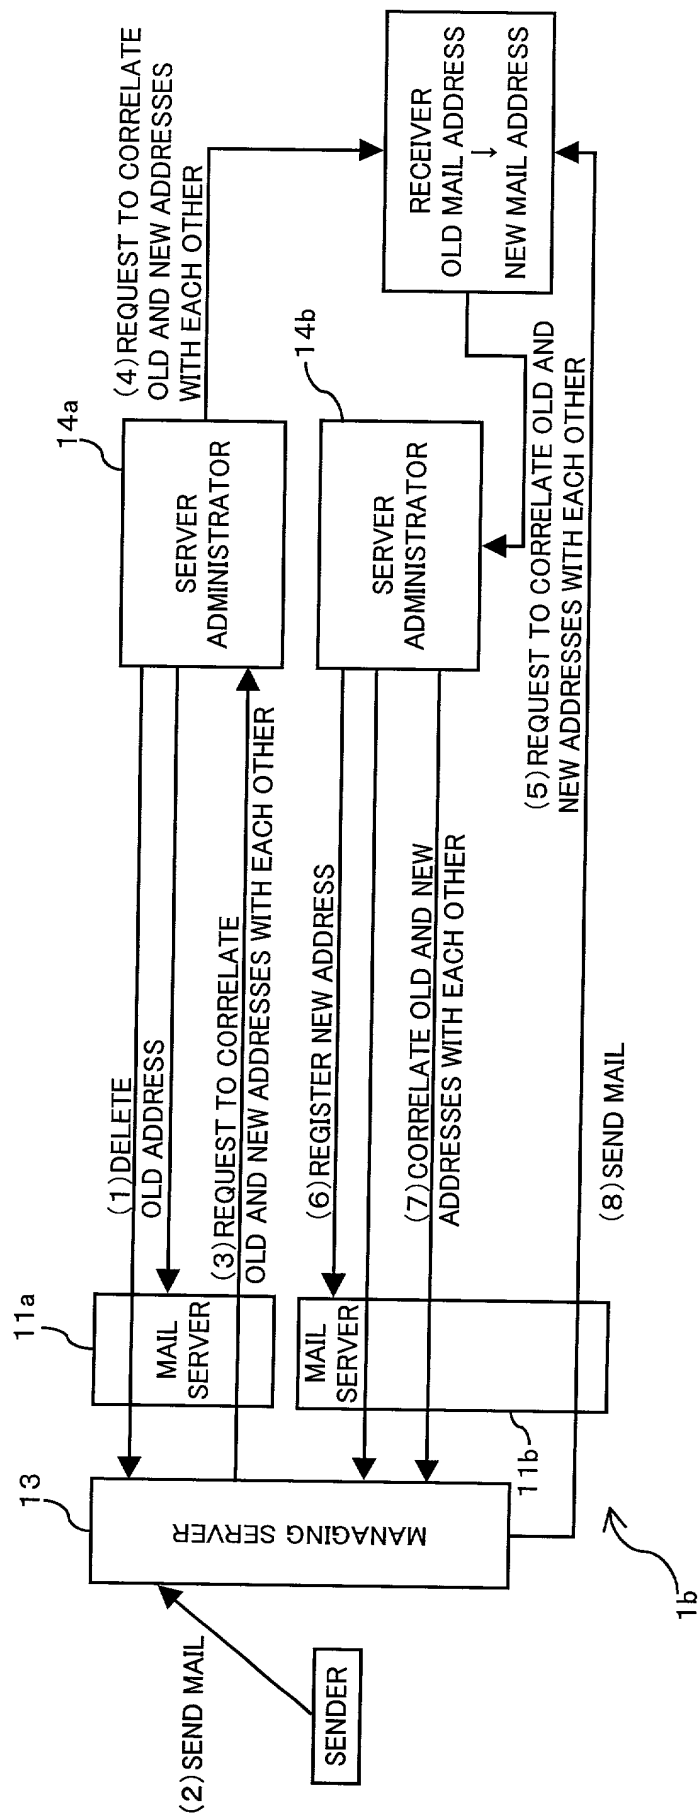 (2)SEND MAIL
SENDER
13
MANAGING SERVER
1b
11a
MAIL
SERVER
MAIL
SERVER
11b
(1)DELETE
OLD ADDRESS
(3)REQUEST TO CORRELATE
OLD AND NEW ADDRESSES WITH EACH OTHER
(6)REGISTER NEW ADDRESS
(7)CORRELATE OLD AND NEW
ADDRESSES WITH EACH OTHER
(8)SEND MAIL
14a
SERVER
ADMINISTRATOR
14b
SERVER
ADMINISTRATOR
(4)REQUEST TO CORRELATE
OLD AND NEW ADDRESSES
WITH EACH OTHER
(5)REQUEST TO CORRELATE OLD AND
NEW ADDRESSES WITH EACH OTHER
RECEIVER
OLD MAIL ADDRESS
↓
NEW MAIL ADDRESS